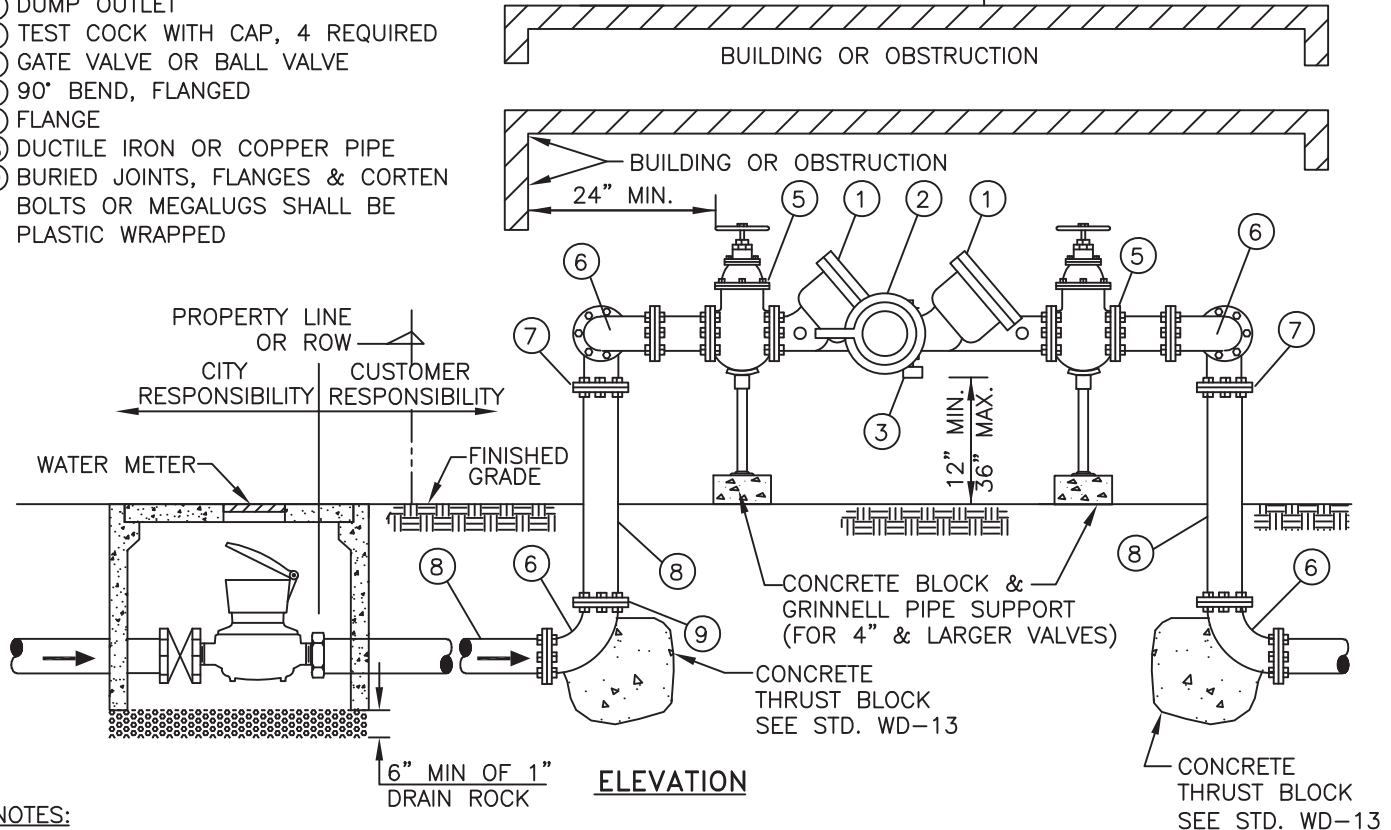 DUMP OUTLET
TEST COCK WITH CAP, 4 REQUIRED
GATE VALVE OR BALL VALVE
90° BEND, FLANGED
FLANGE
DUCTILE IRON OR COPPER PIPE
BURIED JOINTS, FLANGES & CORTEN
BOLTS OR MEGALUGS SHALL BE
PLASTIC WRAPPED
BUILDING OR OBSTRUCTION
BUILDING OR OBSTRUCTION
24" MIN.
5
1
2
1
5
6
6
7
7
PROPERTY LINE
OR ROW
CITY
RESPONSIBILITY
CUSTOMER
RESPONSIBILITY
3
12" MIN.
36" MAX.
WATER METER
FINISHED
GRADE
8
6
8
9
8
6
CONCRETE BLOCK &
GRINNELL PIPE SUPPORT
(FOR 4" & LARGER VALVES)
CONCRETE
THRUST BLOCK
SEE STD. WD-13
CONCRETE
THRUST BLOCK
SEE STD. WD-13
6" MIN OF 1"
DRAIN ROCK
ELEVATION
NOTES: